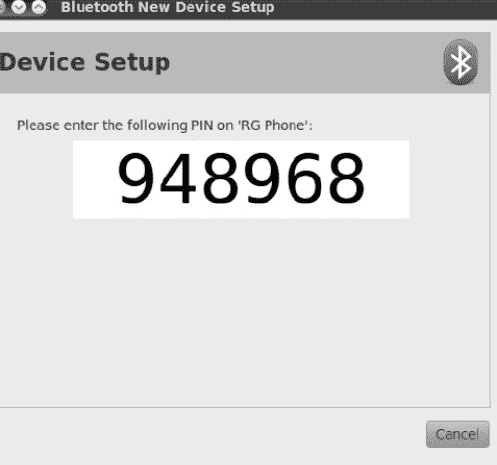 Bluetooth New Device Setup
Device Setup
Please enter the following PIN on 'RG Phone':
948968
Cancel